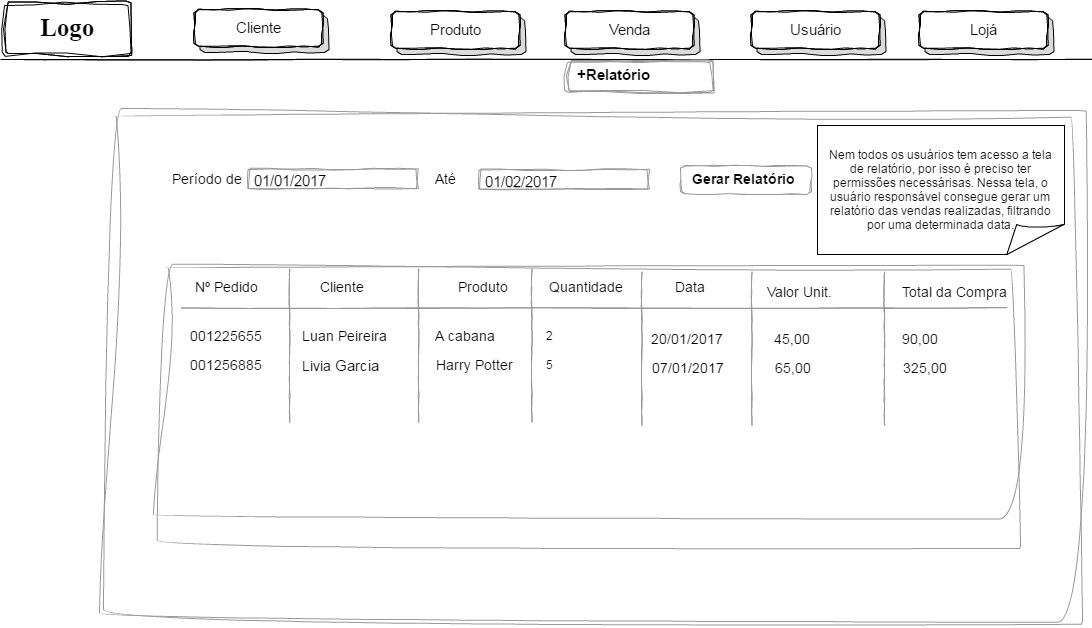 Logo
Cliente
Produto
Venda
Usuário
Lojá
+Relatório
Período de
01/01/2017
Até
01/02/2017
Gerar Relatório
Nem todos os usuários tem acesso a tela
de relatório, por isso é preciso ter
permissões necessárisas. Nessa tela, o
usuário responsável consegue gerar um
relatório das vendas realizadas, filtrando
por uma determinada data.
Nº Pedido Cliente Produto Quantidade Data Valor Unit. Total da Compra
001225655 Luan Peireira A cabana 2 20/01/2017 45,00 90,00
001256885 Livia Garcia Harry Potter 5 07/01/2017 65,00 325,00